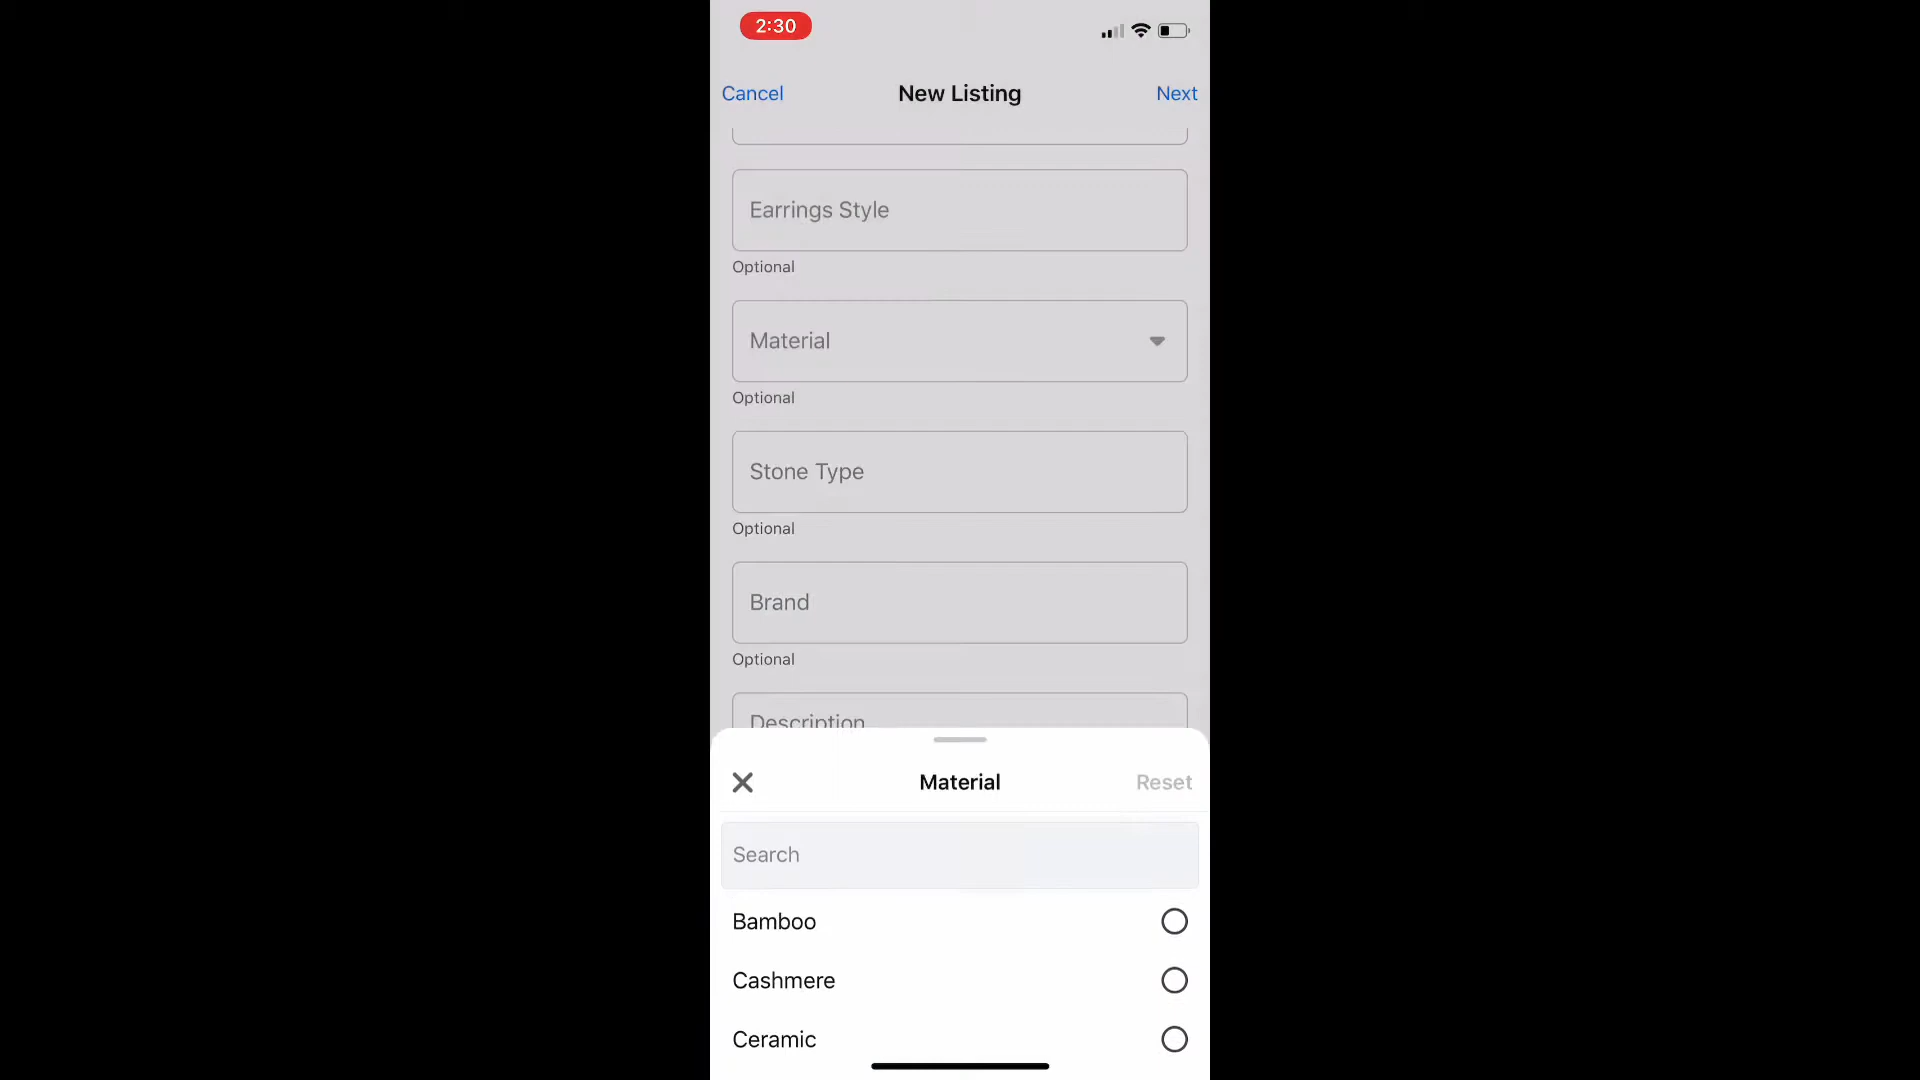 2:30
Cancel New Listing Next
Earrings Style
Optional
Material
Optional
Stone Type
Optional
Brand
Optional
Description
Material Reset
Search
Bamboo
Cashmere
Ceramic